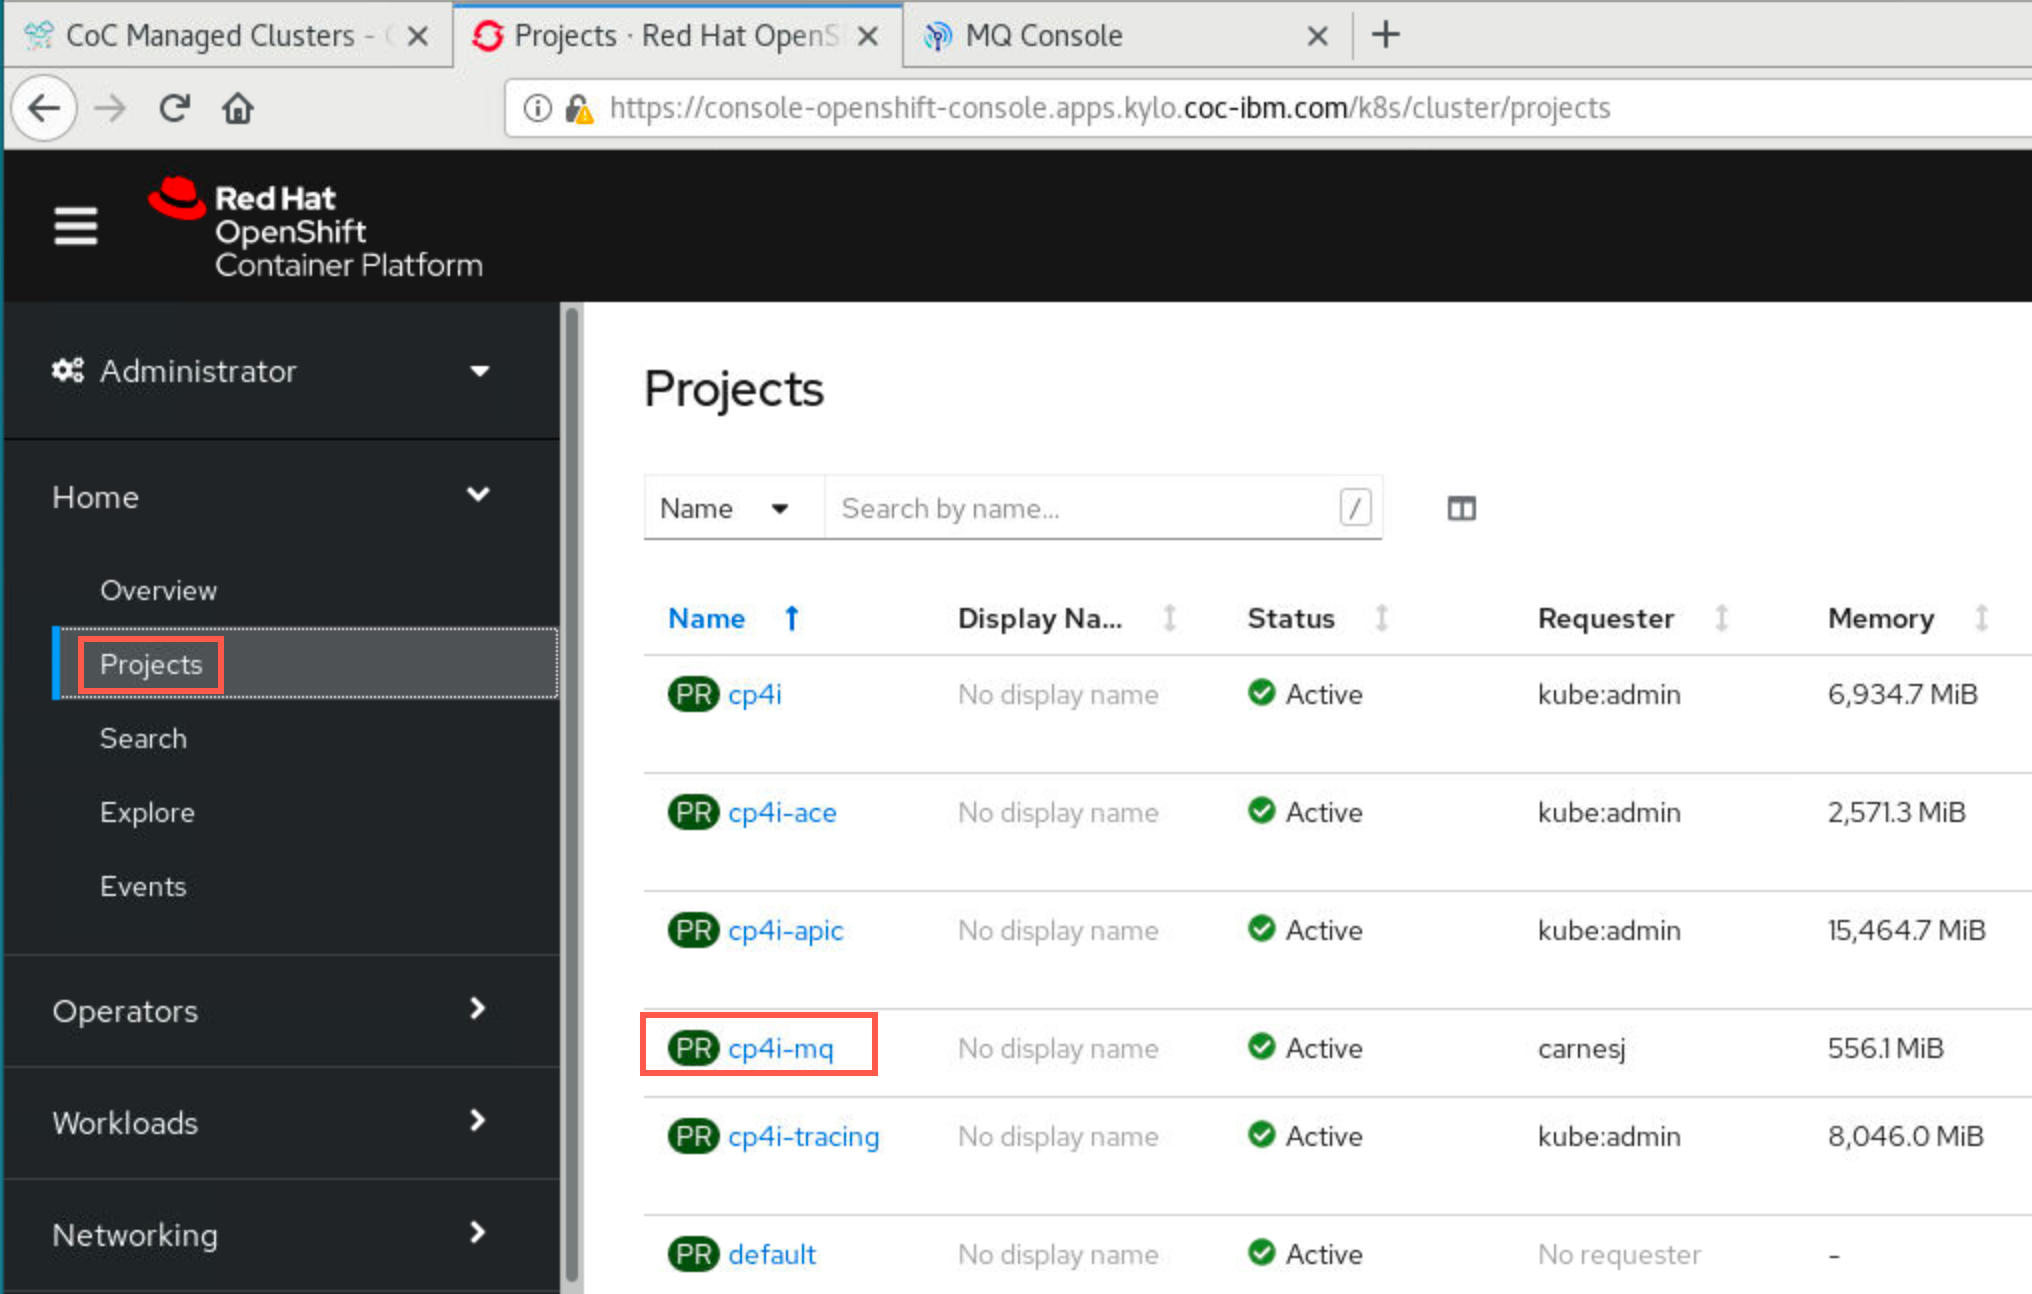 CoC Managed Clusters -
Projects · Red Hat OpenS
MQ Console
https://console-openshift-console.apps.kylo.coc-ibm.com/k8s/cluster/projects
Red Hat
OpenShift
Container Platform
Administrator
Home
Overview
Projects
Search
Explore
Events
Operators
Workloads
Networking
Projects
Name Search by name... /
Name Display Na... Status Requester Memory
PR cp4i No display name Active kube:admin 6,934.7 MiB
PR cp4i-ace No display name Active kube:admin 2,571.3 MiB
PR cp4i-apic No display name Active kube:admin 15,464.7 MiB
PR cp4i-mq No display name Active carnesj 556.1 MiB
PR cp4i-tracing No display name Active kube:admin 8,046.0 MiB
PR default No display name Active No requester -